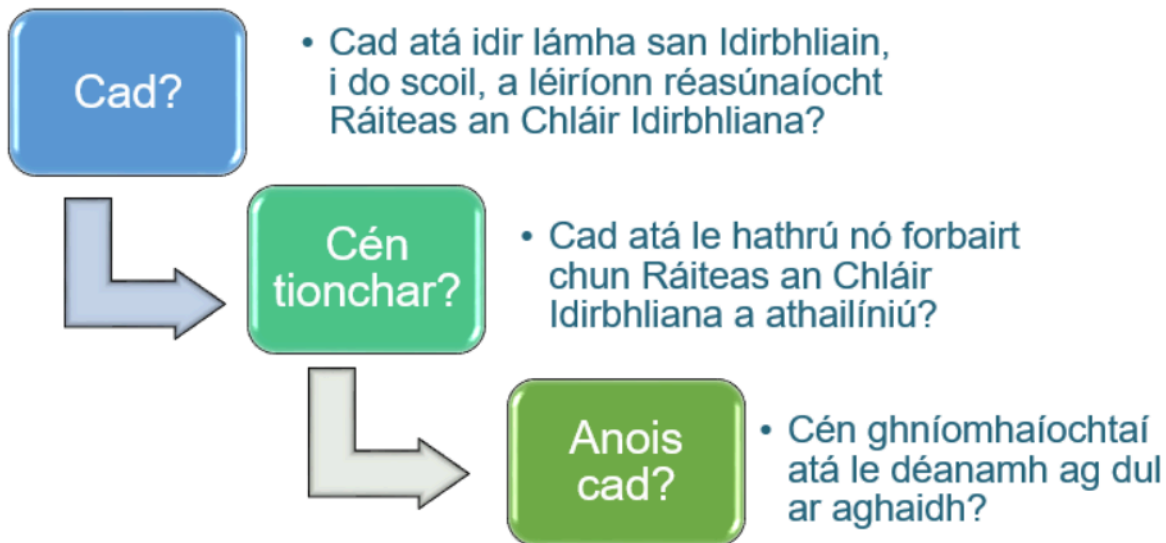 Cad?
• Cad atá idir lámha san Idirbhliain,
i do scoil, a léiríonn réasúnaíocht
Ráiteas an Chláir Idirbhliana?
Cén
tionchar?
• Cad atá le hathrú nó forbairt
chun Ráiteas an Chláir
Idirbhliana a athailíniú?
Anois
cad?
• Cén ghníomhaíochtaí
atá le déanamh ag dul
ar aghaidh?